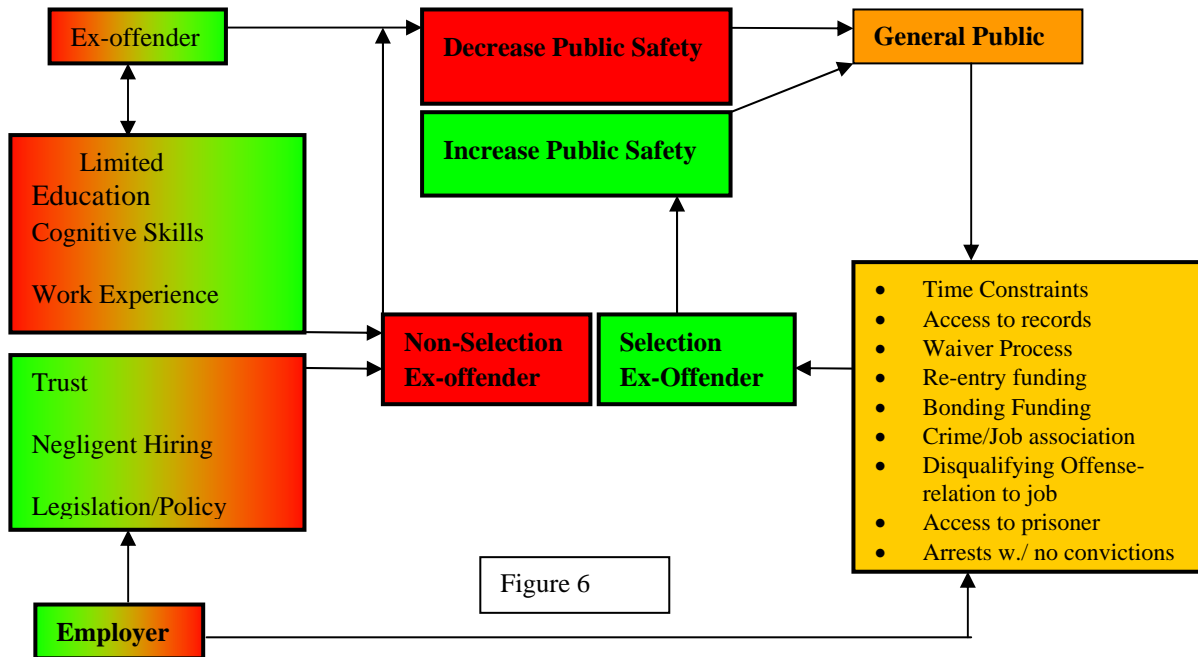 Ex-offender
Decrease Public Safety
General Public
Increase Public Safety
Limited
Education
Cognitive Skills
Work Experience
Non-Selection
Ex-offender
Selection
Ex-Offender
• Time Constraints
• Access to records
• Waiver Process
• Re-entry funding
• Bonding Funding
• Crime/Job association
• Disqualifying Offense-
relation to job
• Access to prisoner
• Arrests w./ no convictions
Trust
Negligent Hiring
Legislation/Policy
Figure 6
Employer